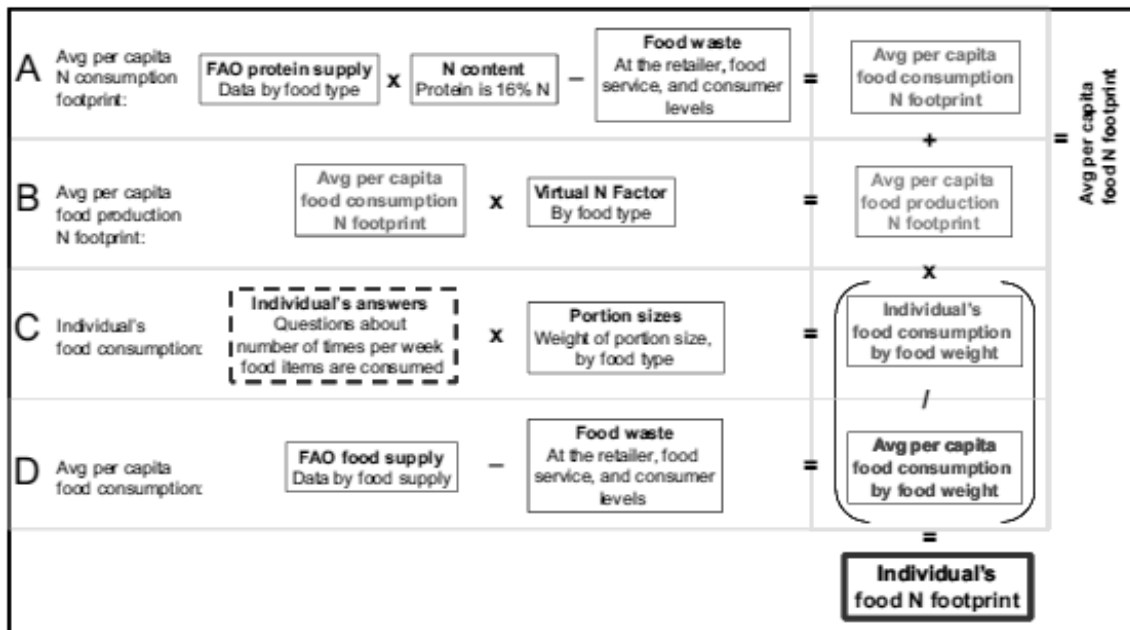 A
Avg per capita
N consumption
footprint:
FAO protein supply
Data by food type
x
N content
Protein is 16% N
–
Food waste
At the retailer, food
service, and consumer
levels
=
Avg per capita
food consumption
N footprint
+
=
Avg per capita
food N footprint
B
Avg per capita
food production
N footprint:
Avg per capita
food consumption
N footprint
x
Virtual N Factor
By food type
=
Avg per capita
food production
N footprint
x
C
Individual's
food consumption:
Individual's answers
Questions about
number of times per week
food items are consumed
x
Portion sizes
Weight of portion size,
by food type
=
Individual's
food consumption
by food weight
/
D
Avg per capita
food consumption:
FAO food supply
Data by food supply
–
Food waste
At the retailer, food
service, and consumer
levels
=
Avg per capita
food consumption
by food weight
=
Individual's
food N footprint